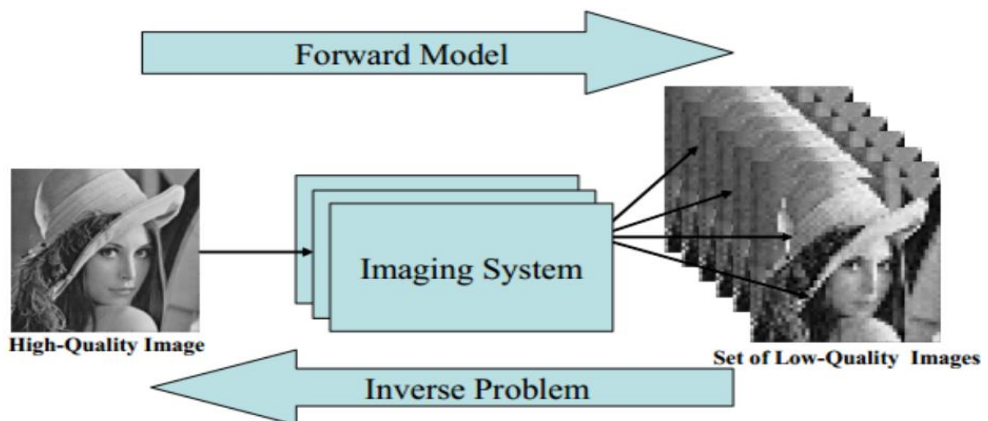 Forward Model
Imaging System
High-Quality Image
Set of Low-Quality Images
Inverse Problem